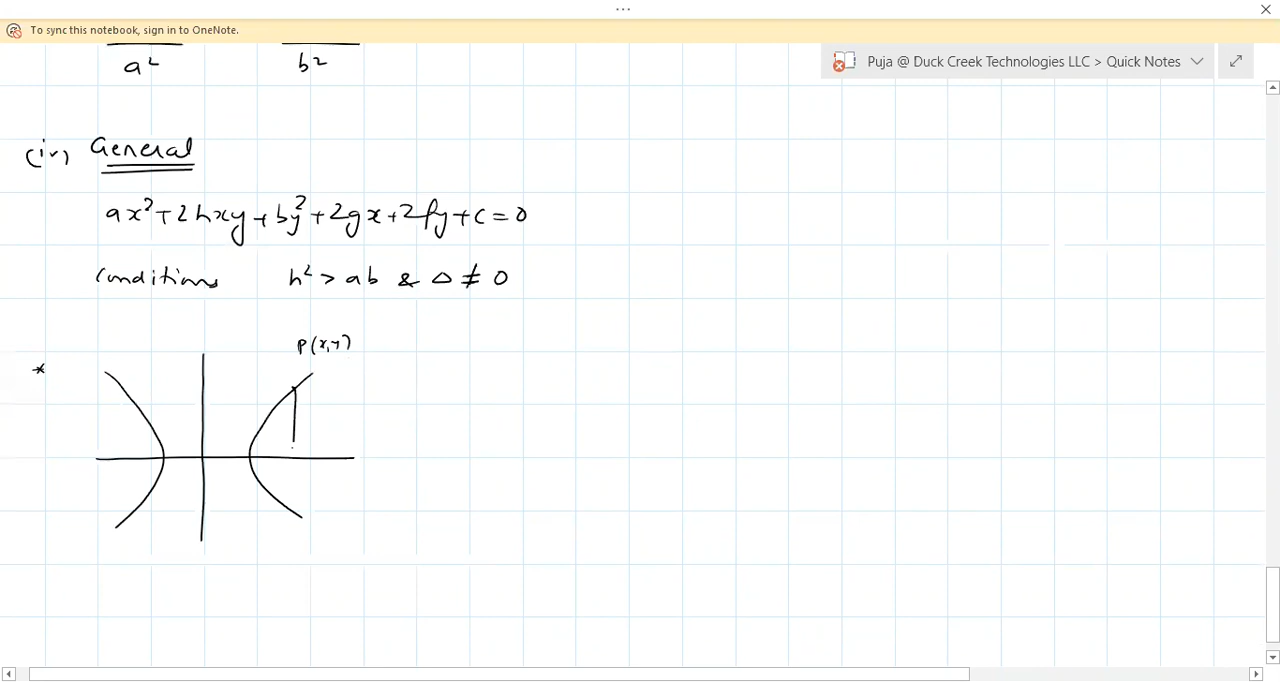 ...
To sync this notebook, sign in to OneNote.
Puja @ Duck Creek Technologies LLC > Quick Notes
a² b²
(iv) General
ax² + 2hxy + by² + 2gx + 2fy + c = 0
Conditions h² > ab & Δ ≠ 0
P(x,y)
*